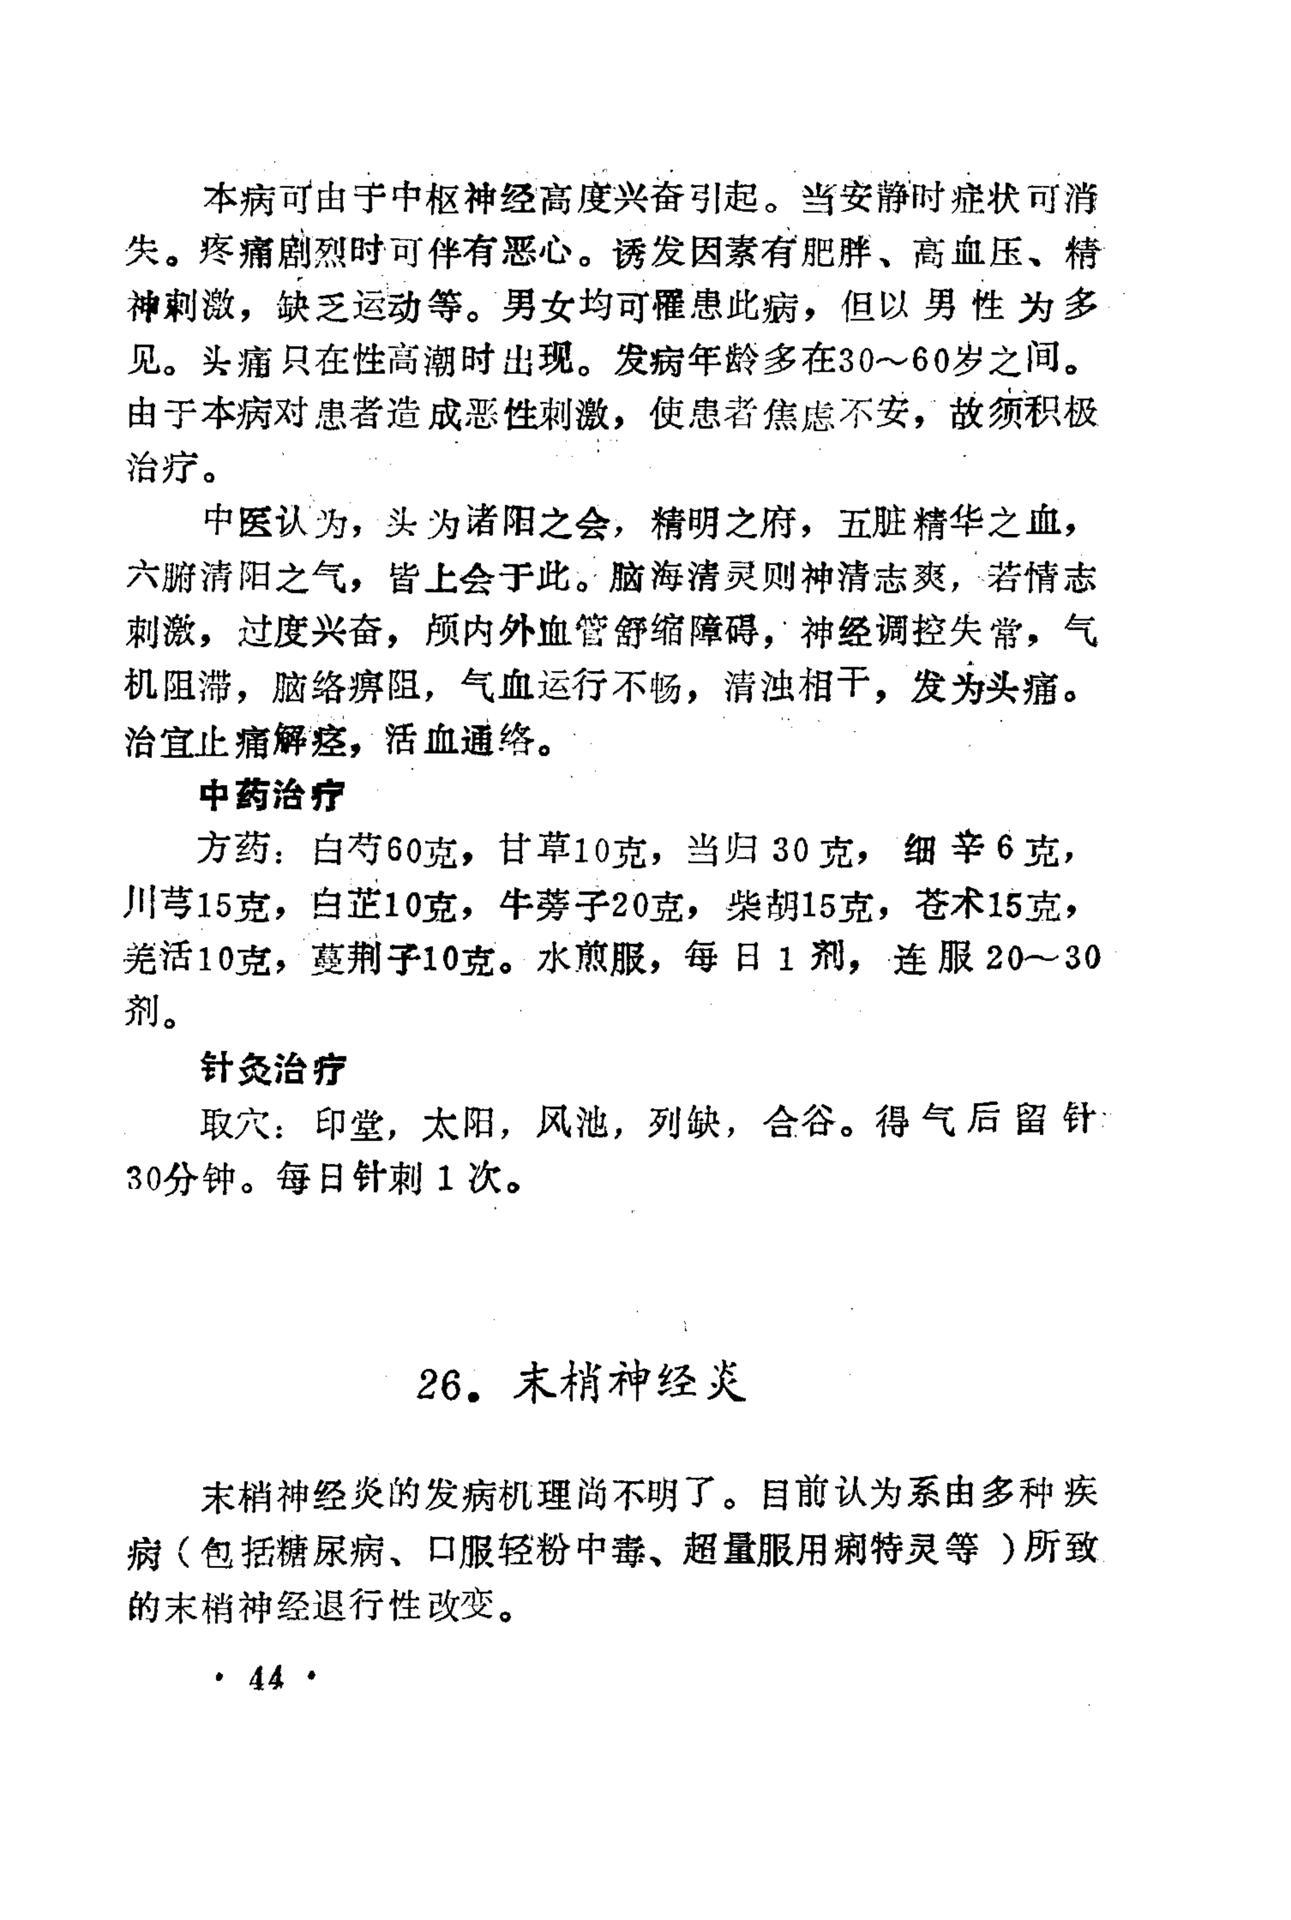 本病可由于中枢神经高度兴奋引起。当安静时症状可消
失。疼痛剧烈时可伴有恶心。诱发因素有肥胖、高血压、精
神刺激，缺乏运动等。男女均可罹患此病，但以男性为多
见。头痛只在性高潮时出现。发病年龄多在30～60岁之间。
由于本病对患者造成恶性刺激，使患者焦虑不安，故须积极
治疗。
中医认为，头为诸阳之会，精明之府，五脏精华之血，
六腑清阳之气，皆上会于此。脑海清灵则神清志爽，若情志
刺激，过度兴奋，颅内外血管舒缩障碍，神经调控失常，气
机阻滞，脑络痹阻，气血运行不畅，清浊相干，发为头痛。
治宜止痛解痉，活血通络。
中药治疗
方药：白芍60克，甘草10克，当归30克，细辛6克，
川芎15克，白芷10克，牛蒡子20克，柴胡15克，苍术15克，
羌活10克，蔓荆子10克。水煎服，每日1剂，连服20～30
剂。
针灸治疗
取穴：印堂，太阳，风池，列缺，合谷。得气后留针
30分钟。每日针刺1次。
26．末梢神经炎
末梢神经炎的发病机理尚不明了。目前认为系由多种疾
病（包括糖尿病、口服轻粉中毒、超量服用痢特灵等）所致
的末梢神经退行性改变。
· 44 ·